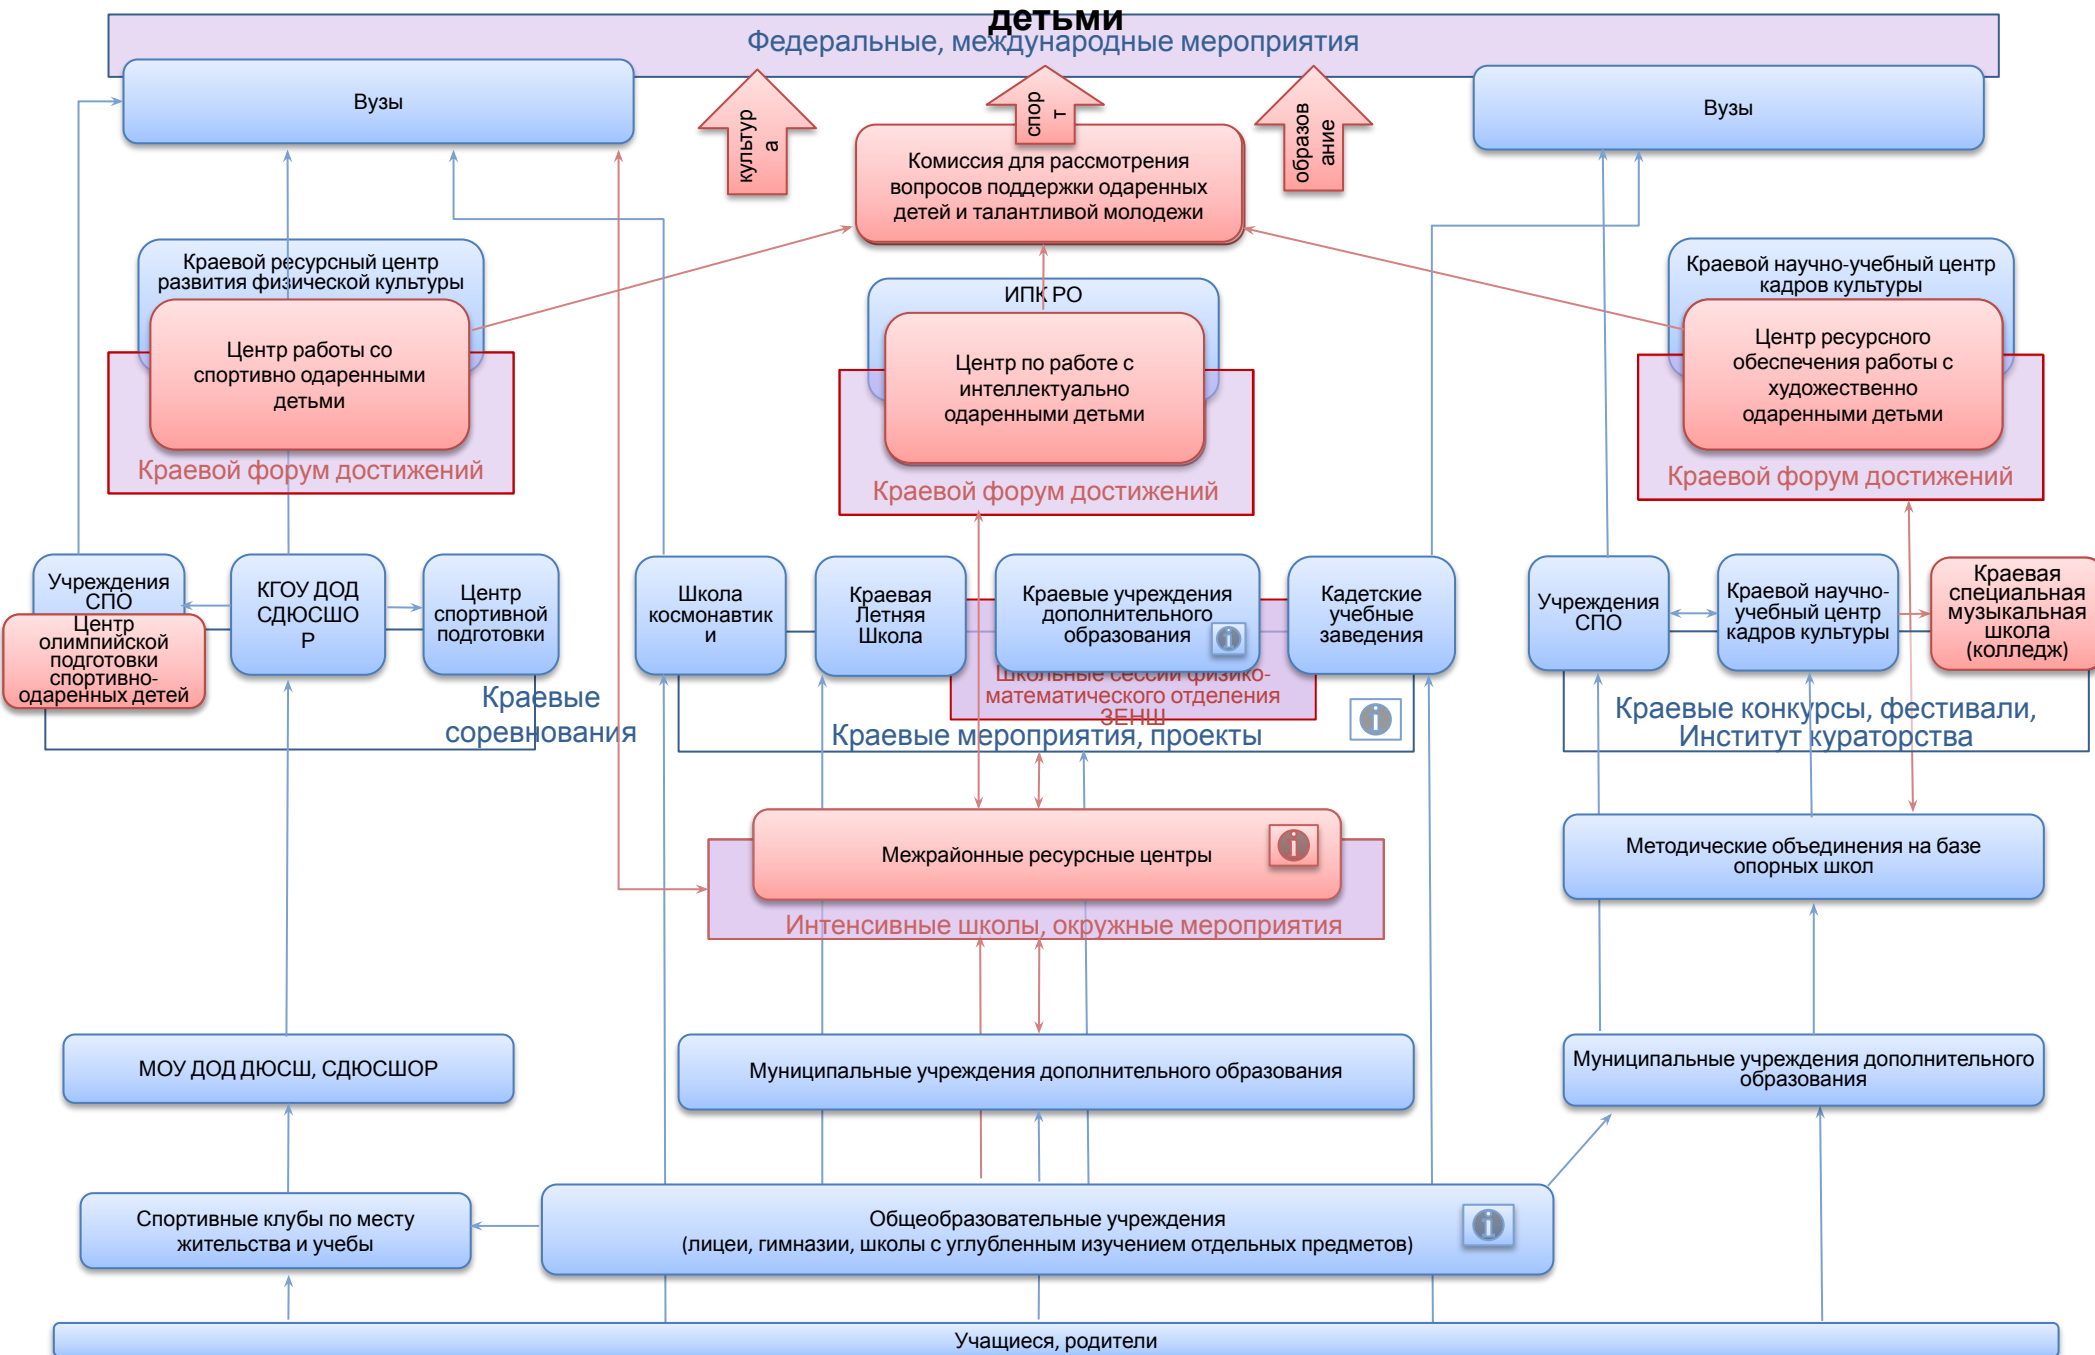 детьми
Федеральные, международные мероприятия
Вузы
культур
а
спор
т
образов
ание
Вузы
Комиссия для рассмотрения
вопросов поддержки одаренных
детей и талантливой молодежи
Краевой ресурсный центр
развития физической культуры
Центр работы со
спортивно одаренными
детьми
Краевой форум достижений
ИПК РО
Центр по работе с
интеллектуально
одаренными детьми
Краевой форум достижений
Краевой научно-учебный центр
кадров культуры
Центр ресурсного
обеспечения работы с
художественно
одаренными детьми
Краевой форум достижений
Учреждения
СПО
Центр
олимпийской
подготовки
спортивно-
одаренных детей
КГОУ ДОД
СДЮСШО
Р
Центр
спортивной
подготовки
Краевые
соревнования
Школа
космонавтик
и
Краевая
Летняя
Школа
Краевые учреждения
дополнительного
образования
Кадетские
учебные
заведения
Школьные сессии физико-
математического отделения
ЗЕНШ
Краевые мероприятия, проекты
Учреждения
СПО
Краевой научно-
учебный центр
кадров культуры
Краевая
специальная
музыкальная
школа
(колледж)
Краевые конкурсы, фестивали,
Институт кураторства
Межрайонные ресурсные центры
Интенсивные школы, окружные мероприятия
Методические объединения на базе
опорных школ
МОУ ДОД ДЮСШ, СДЮСШОР
Муниципальные учреждения дополнительного образования
Муниципальные учреждения дополнительного
образования
Спортивные клубы по месту
жительства и учебы
Общеобразовательные учреждения
(лицеи, гимназии, школы с углубленным изучением отдельных предметов)
Учащиеся, родители